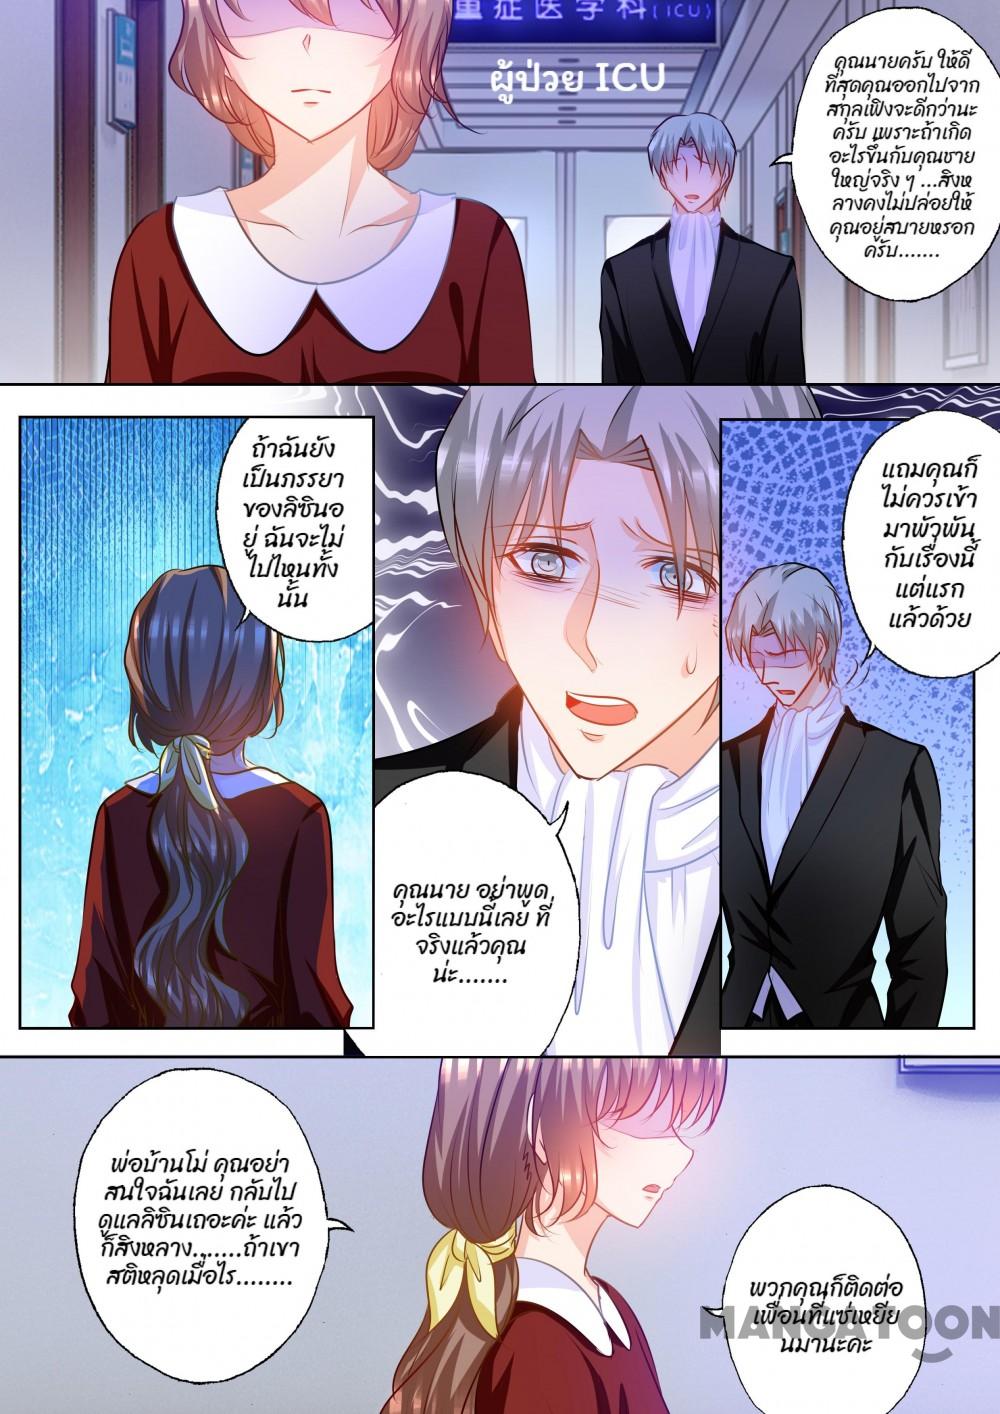 重症医学科(ICU)
ผู้ป่วย ICU
คุณนายครับ ให้ดี
ที่สุดคุณออกไปจาก
สกุลเฟิงจะดีกว่านะ
ครับ เพราะถ้าเกิด
อะไรขึ้นกับคุณชาย
ใหญ่จริง ๆ ...สิงห
ลางคงไม่ปล่อยให้
คุณอยู่สบายหรอก
ครับ.......
แถมคุณก็
ไม่ควรเข้า
มาพัวพัน
กับเรื่องนี้
แต่แรก
แล้วด้วย
ถ้าฉันยัง
เป็นภรรยา
ของลิซินอ
ยู่ ฉันจะไม่
ไปไหนทั้ง
นั้น
คุณนาย อย่าพูด
อะไรแบบนี้เลย ที่
จริงแล้วคุณ
น่ะ.......
พ่อบ้านโม่ คุณอย่า
สนใจฉันเลย กลับไป
ดูแลลิซินเถอะค่ะ แล้ว
ก็สิงหลาง.......ถ้าเขา
สติหลุดเมื่อไร........
พวกคุณก็ติดต่อ
เพื่อนที่แซ่เหยีย
นมานะคะ
MANGATOON